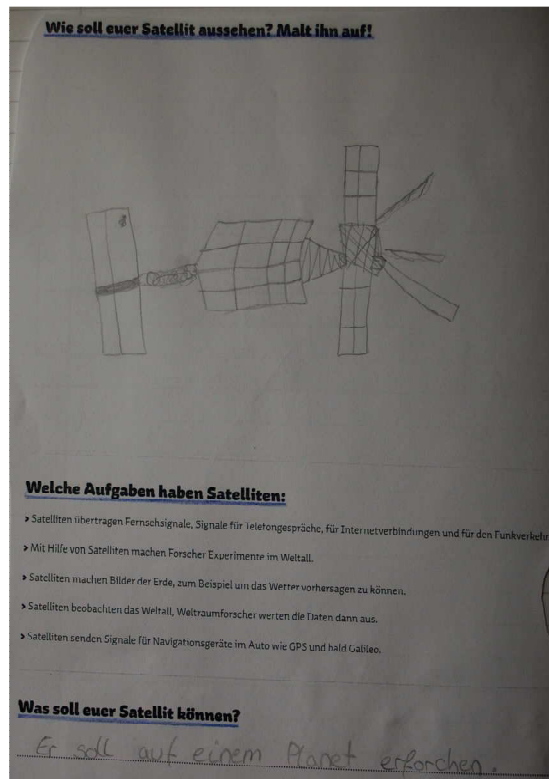 Wie soll euer Satellit aussehen? Malt ihn auf!
Welche Aufgaben haben Satelliten:
> Satelliten übertragen Fernsehsignale, Signale für Telefongespräche, für Internetverbindungen und für den Funkverkehr
> Mit Hilfe von Satelliten machen Forscher Experimente im Weltall.
> Satelliten machen Bilder der Erde, zum Beispiel um das Wetter vorhersagen zu können.
> Satelliten beobachten das Weltall, Weltraumforscher werten die Daten dann aus.
> Satelliten senden Signale für Navigationsgeräte im Auto wie GPS und bald Galileo.
Was soll euer Satellit können?
Er soll auf einem Planet erforchen.